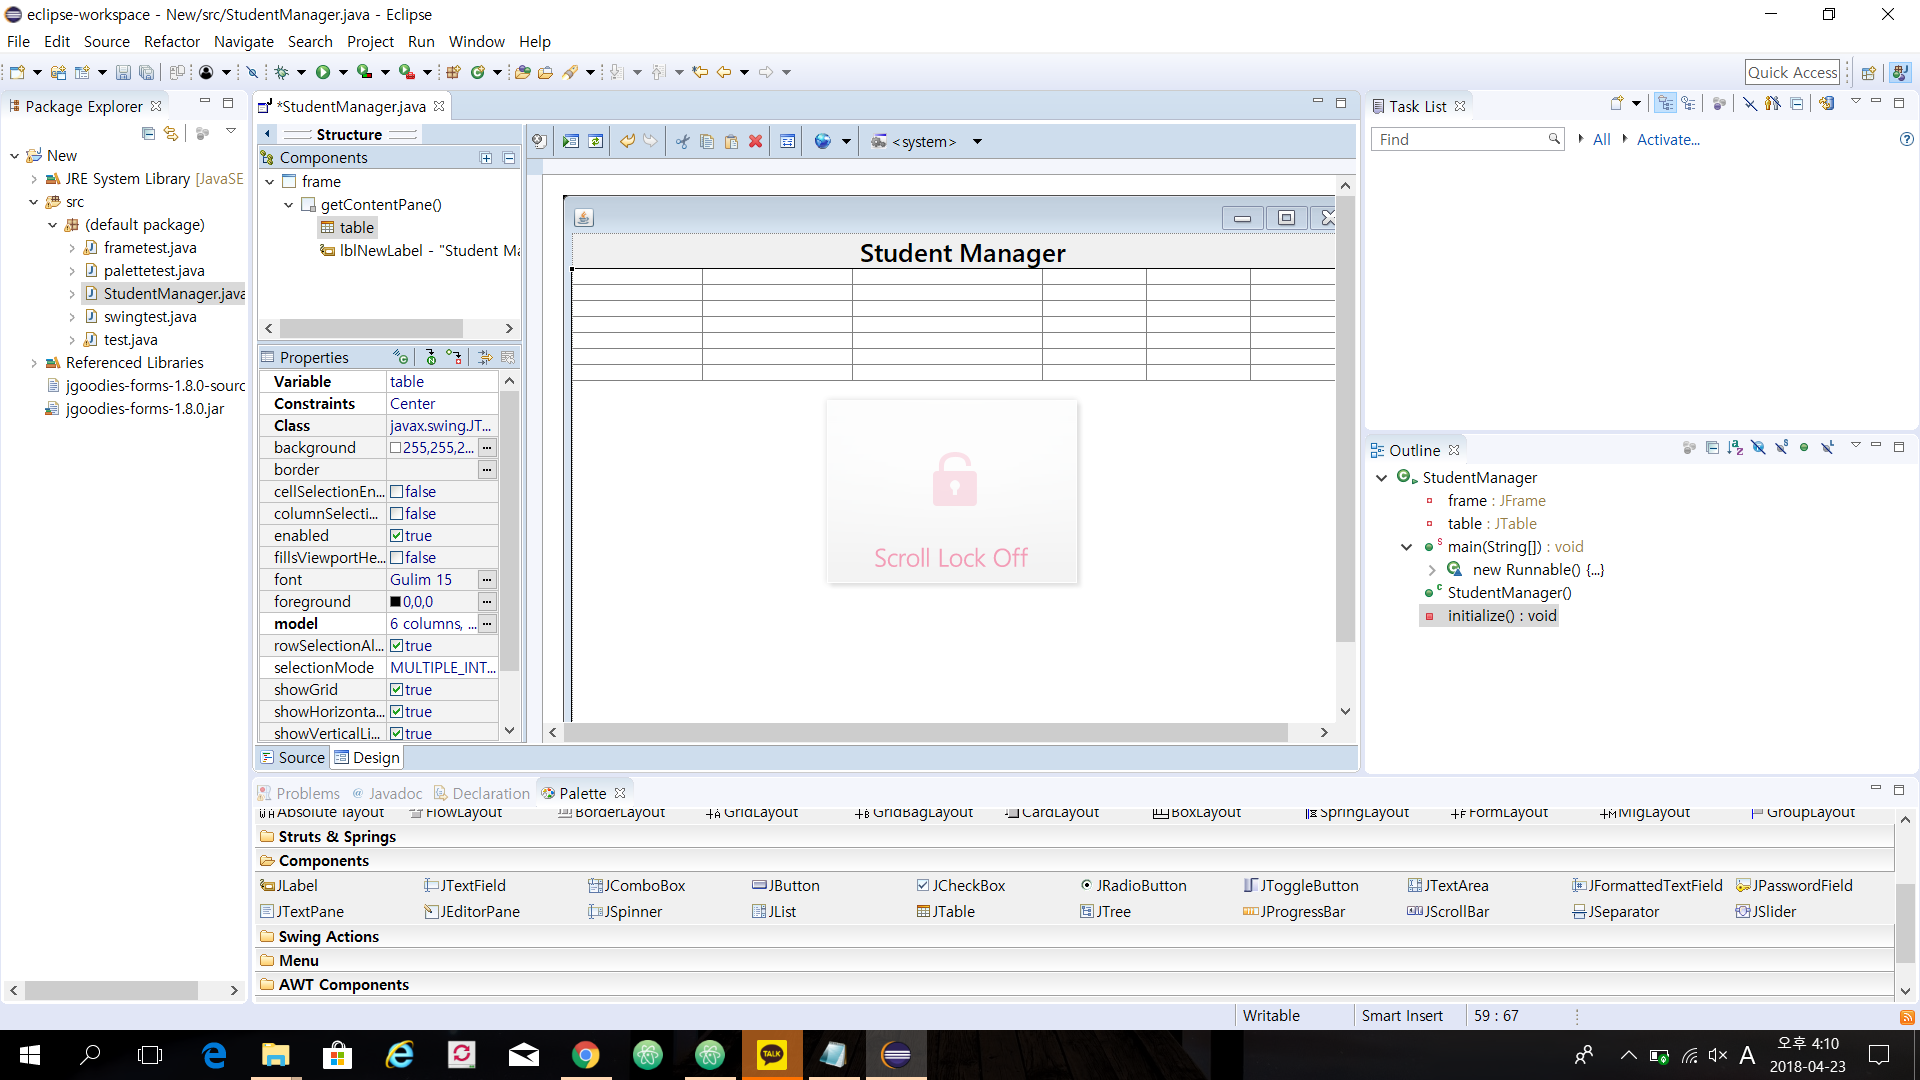 eclipse-workspace - New/src/StudentManager.java - Eclipse
File Edit Source Refactor Navigate Search Project Run Window Help
Quick Access
Package Explorer
New
JRE System Library [JavaSE
src
(default package)
frametest.java
palettetest.java
StudentManager.java
swingtest.java
test.java
Referenced Libraries
jgoodies-forms-1.8.0-sourc
jgoodies-forms-1.8.0.jar
*StudentManager.java
Structure
Components
frame
getContentPane()
table
lblNewLabel - "Student Ma
Properties
Variable table
Constraints Center
Class javax.swing.JT...
background 255,255,2...
border
cellSelectionEn... false
columnSelecti... false
enabled true
fillsViewportHe... false
font Gulim 15
foreground 0,0,0
model 6 columns, ...
rowSelectionAl... true
selectionMode MULTIPLE_INT...
showGrid true
showHorizonta... true
showVerticalLi... true
Source Design
<system>
Student Manager
Scroll Lock Off
Task List
Find
All
Activate...
Outline
StudentManager
frame : JFrame
table : JTable
main(String[]) : void
new Runnable() {...}
StudentManager()
initialize() : void
Problems @ Javadoc Declaration Palette
Absolute layout FlowLayout BorderLayout GridLayout GridBagLayout CardLayout BoxLayout SpringLayout FormLayout MigLayout GroupLayout
Struts & Springs
Components
JLabel JTextField JComboBox JButton JCheckBox JRadioButton JToggleButton JTextArea JFormattedTextField JPasswordField
JTextPane JEditorPane JSpinner JList JTable JTree JProgressBar JScrollBar JSeparator JSlider
Swing Actions
Menu
AWT Components
Writable Smart Insert 59 : 67
TALK
A
오후 4:10
2018-04-23